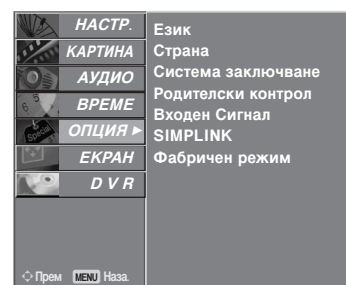 НАСТР.
КАРТИНА
АУДИО
ВРЕМЕ
ОПЦИЯ ►
ЕКРАН
D V R
Език
Страна
Система заключване
Родителски контрол
Входен Сигнал
SIMPLINK
Фабричен режим
Прем MENU Наза.